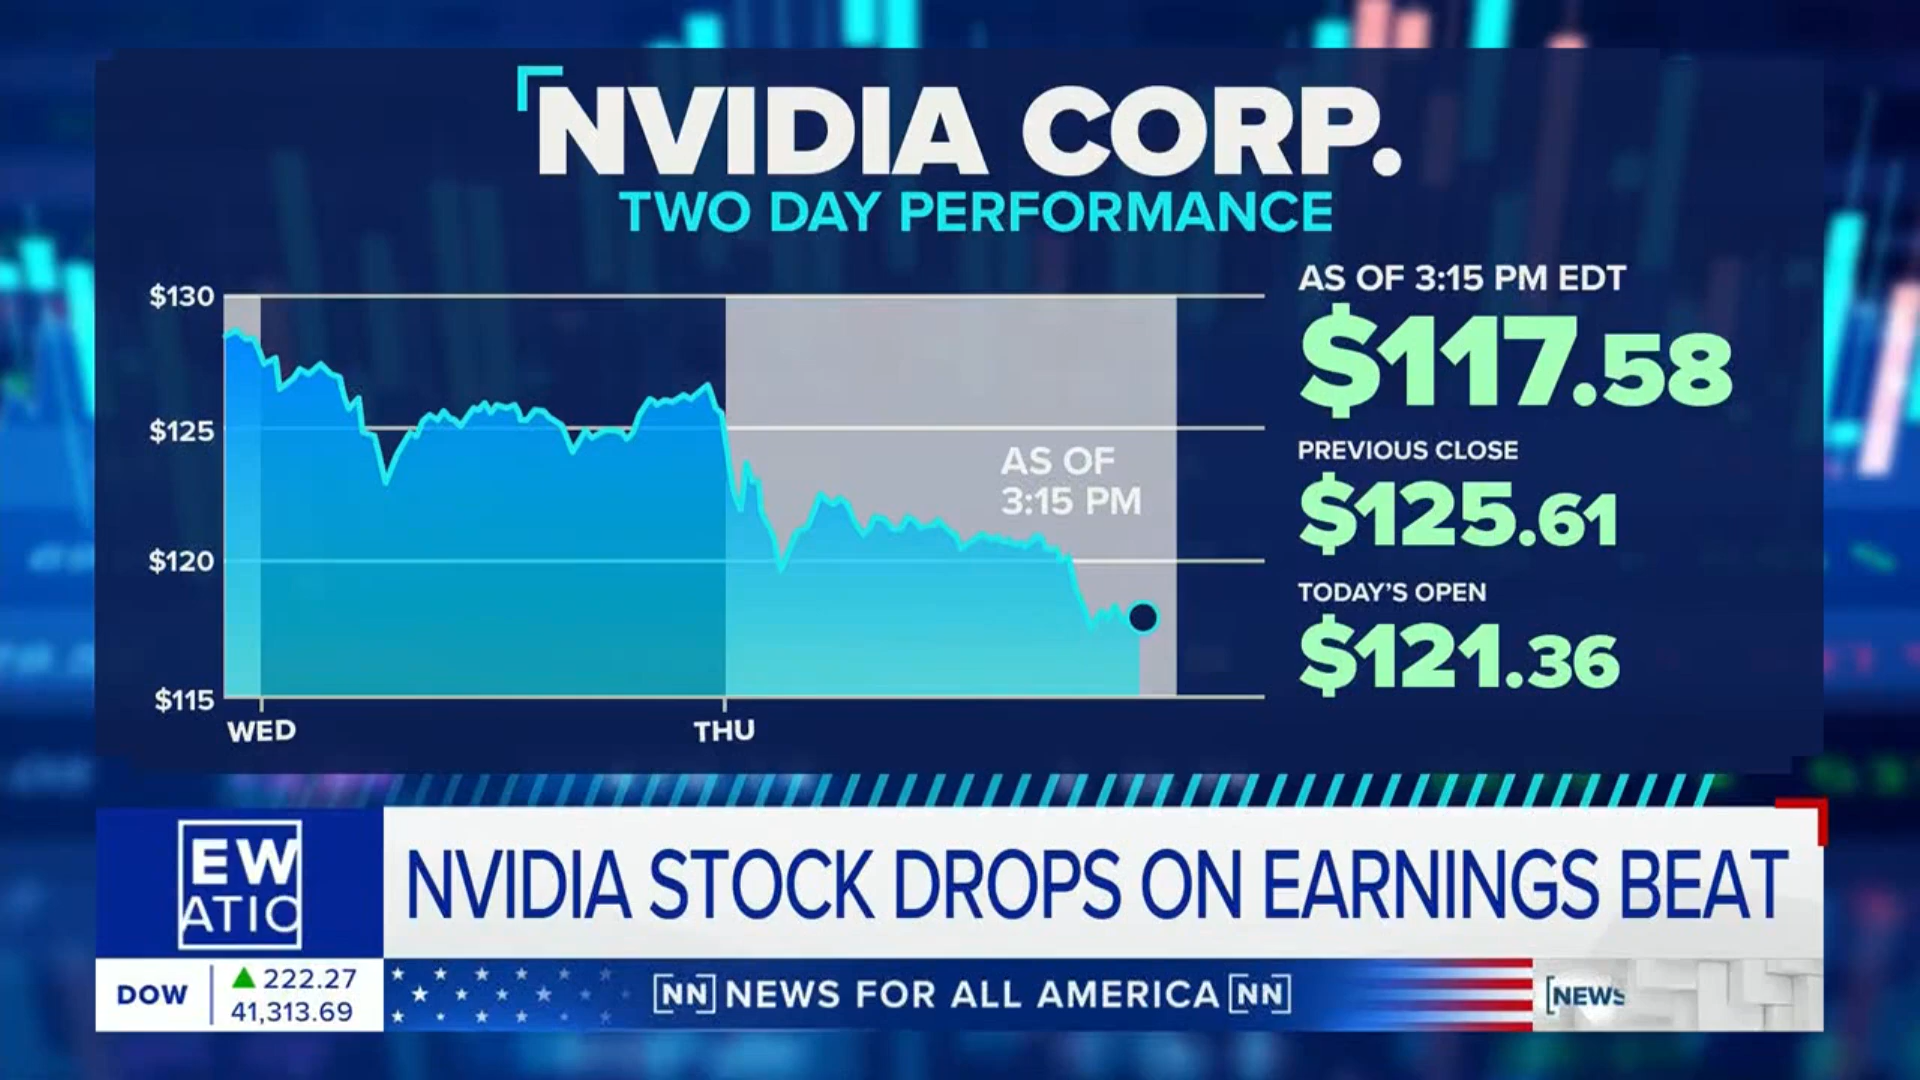 NVIDIA CORP.
TWO DAY PERFORMANCE
$130
$125
$120
$115
WED
THU
AS OF
3:15 PM
AS OF 3:15 PM EDT
$117.58
PREVIOUS CLOSE
$125.61
TODAY'S OPEN
$121.36
EW
ATIO
NVIDIA STOCK DROPS ON EARNINGS BEAT
DOW
222.27
41,313.69
[NN] NEWS FOR ALL AMERICA [NN]
[NEWS